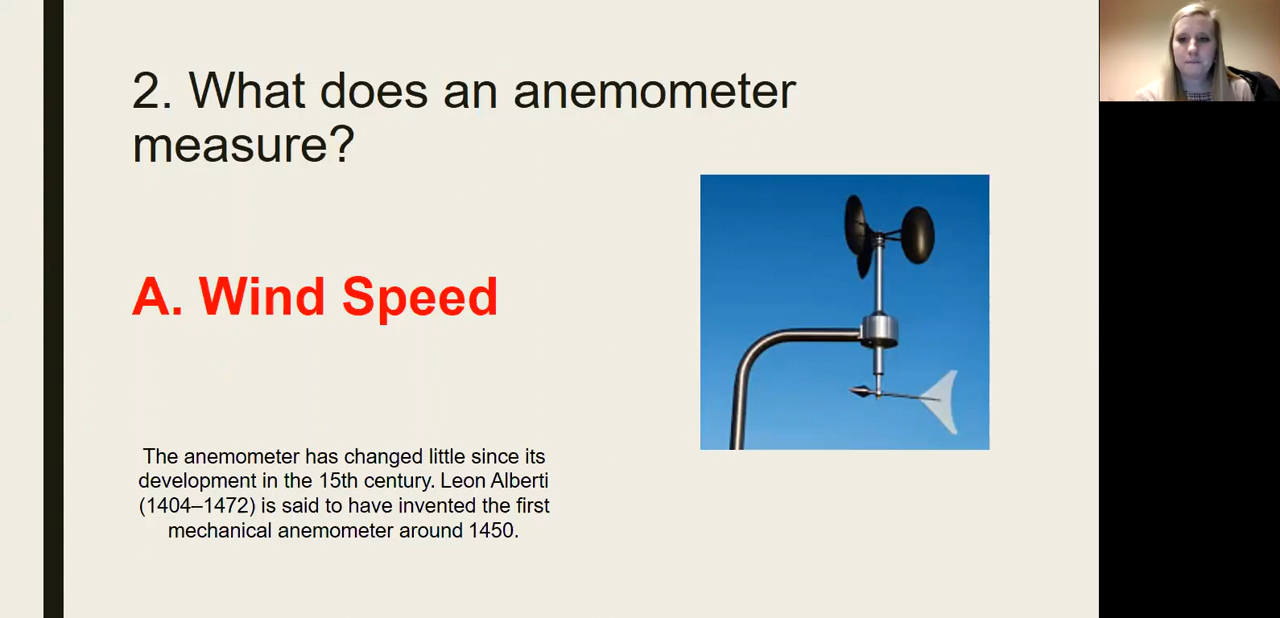 2. What does an anemometer
measure?
A. Wind Speed
The anemometer has changed little since its
development in the 15th century. Leon Alberti
(1404–1472) is said to have invented the first
mechanical anemometer around 1450.